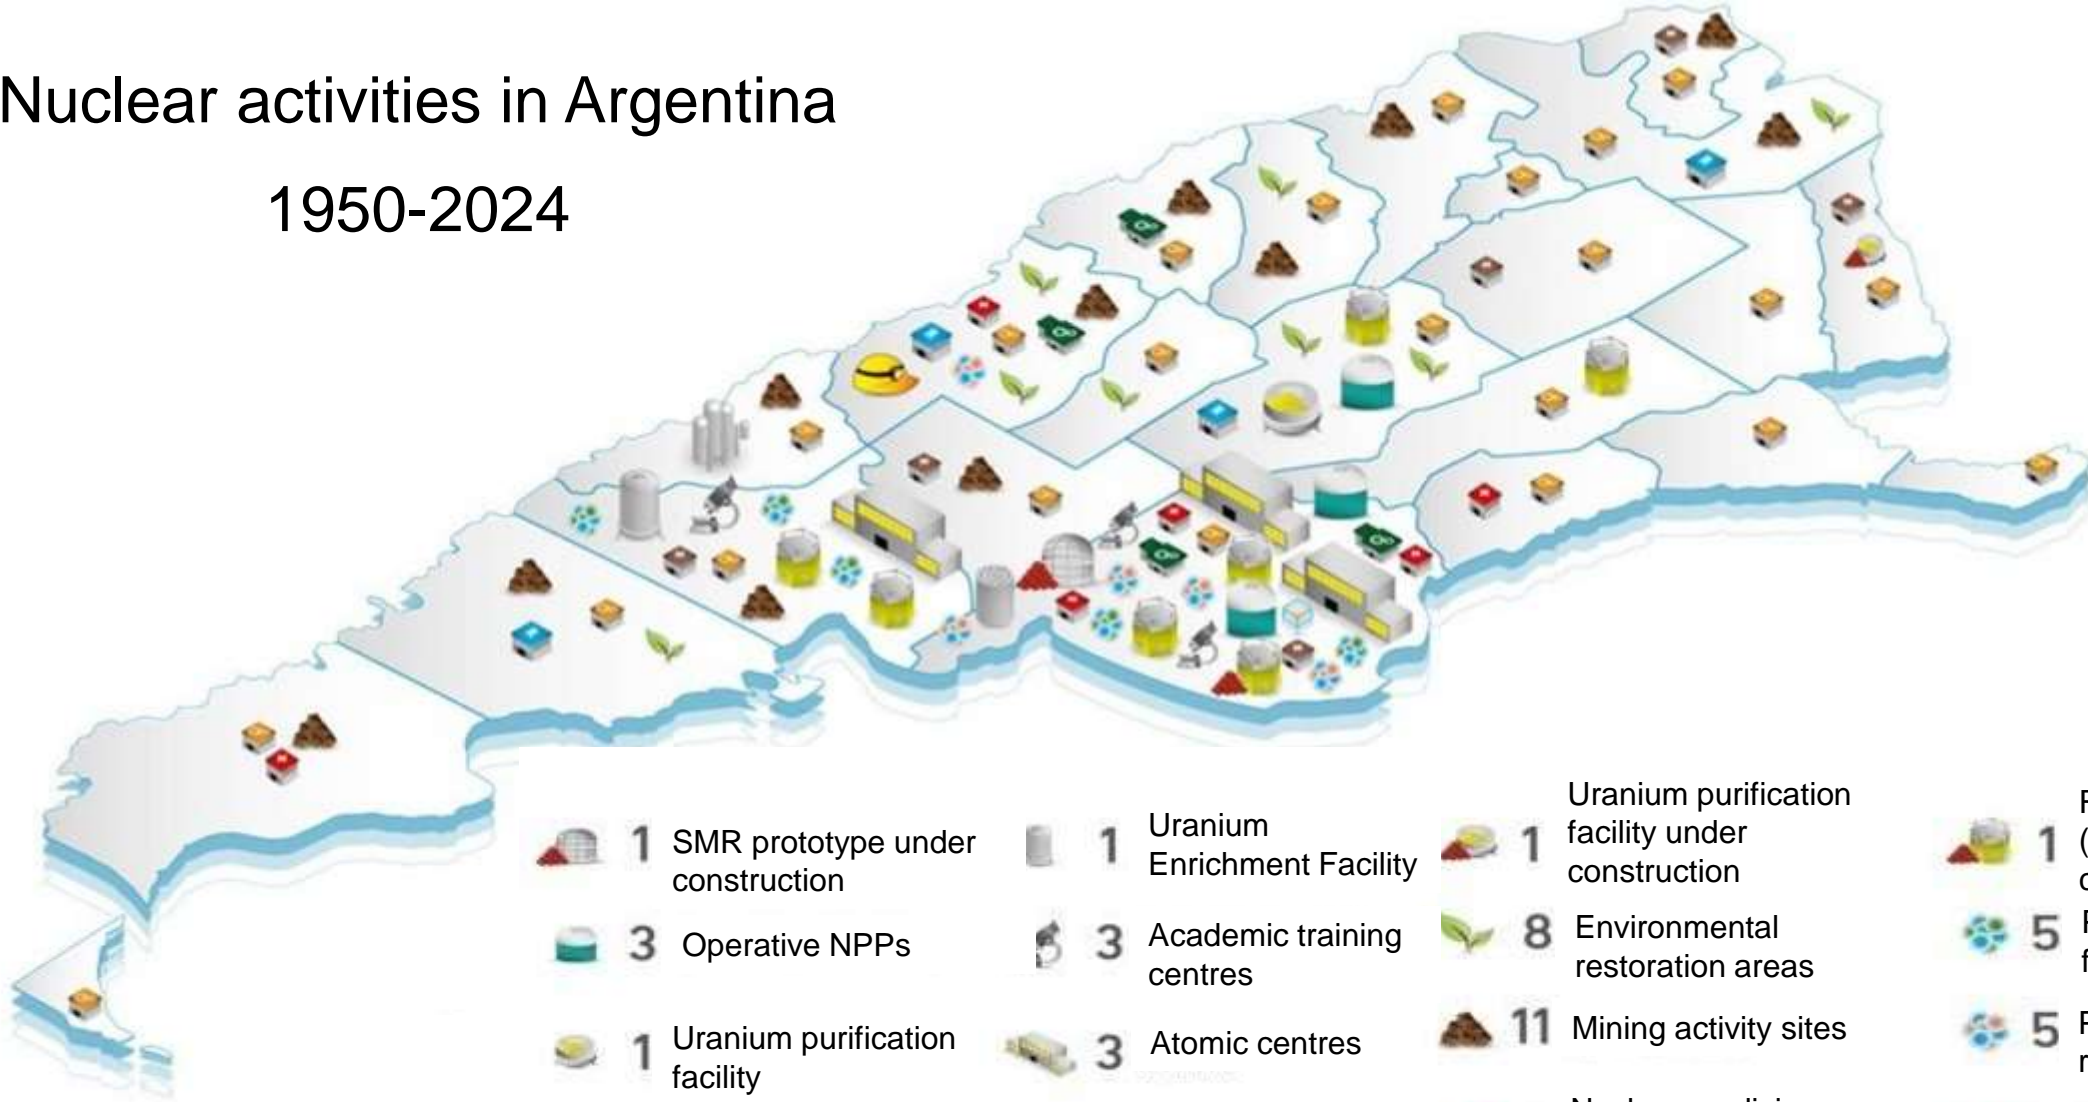 Nuclear activities in Argentina
1950-2024
1 SMR prototype under
construction
3 Operative NPPs
1 Uranium purification
facility
1 Uranium
Enrichment Facility
3 Academic training
centres
3 Atomic centres
1 Uranium purification
facility under
construction
8 Environmental
restoration areas
11 Mining activity sites
1
5
5